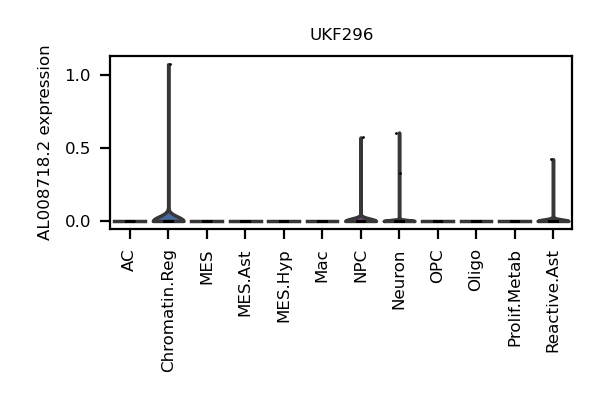 UKF296
AL008718.2 expression
1.0
0.5
0.0
AC
Chromatin.Reg
MES
MES.Ast
MES.Hyp
Mac
NPC
Neuron
OPC
Oligo
Prolif.Metab
Reactive.Ast